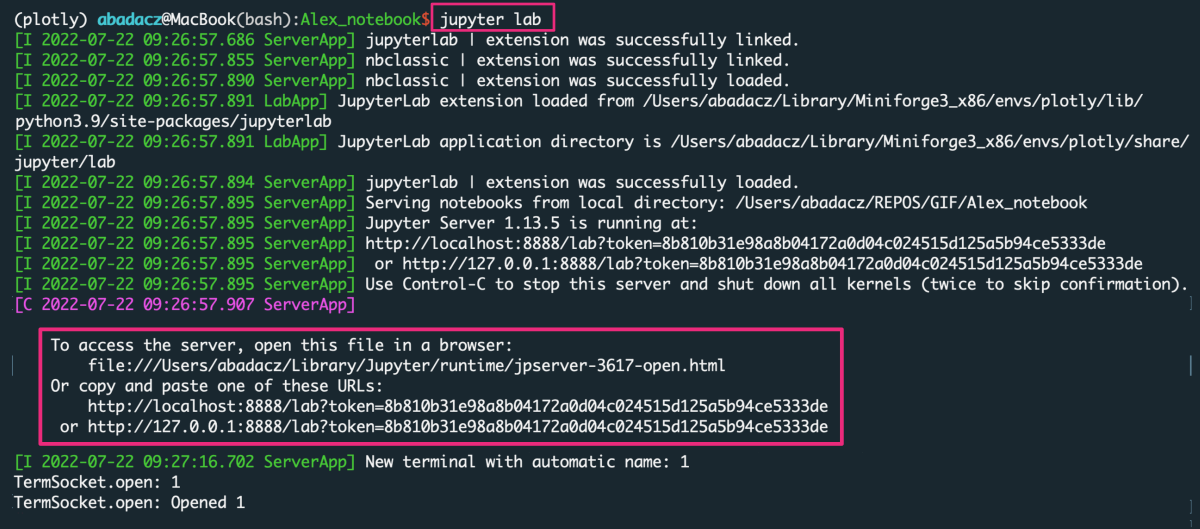 (plotly) abadacz@MacBook(bash):Alex_notebook$ jupyter lab
[I 2022-07-22 09:26:57.686 ServerApp] jupyterlab | extension was successfully linked.
[I 2022-07-22 09:26:57.855 ServerApp] nbclassic | extension was successfully linked.
[I 2022-07-22 09:26:57.890 ServerApp] nbclassic | extension was successfully loaded.
[I 2022-07-22 09:26:57.891 LabApp] JupyterLab extension loaded from /Users/abadacz/Library/Miniforge3_x86/envs/plotly/lib/
python3.9/site-packages/jupyterlab
[I 2022-07-22 09:26:57.891 LabApp] JupyterLab application directory is /Users/abadacz/Library/Miniforge3_x86/envs/plotly/share/
jupyter/lab
[I 2022-07-22 09:26:57.894 ServerApp] jupyterlab | extension was successfully loaded.
[I 2022-07-22 09:26:57.895 ServerApp] Serving notebooks from local directory: /Users/abadacz/REPOS/GIF/Alex_notebook
[I 2022-07-22 09:26:57.895 ServerApp] Jupyter Server 1.13.5 is running at:
[I 2022-07-22 09:26:57.895 ServerApp] http://localhost:8888/lab?token=8b810b31e98a8b04172a0d04c024515d125a5b94ce5333de
[I 2022-07-22 09:26:57.895 ServerApp]  or http://127.0.0.1:8888/lab?token=8b810b31e98a8b04172a0d04c024515d125a5b94ce5333de
[I 2022-07-22 09:26:57.895 ServerApp] Use Control-C to stop this server and shut down all kernels (twice to skip confirmation).
[C 2022-07-22 09:26:57.907 ServerApp]
To access the server, open this file in a browser:
file:///Users/abadacz/Library/Jupyter/runtime/jpserver-3617-open.html
Or copy and paste one of these URLs:
http://localhost:8888/lab?token=8b810b31e98a8b04172a0d04c024515d125a5b94ce5333de
or http://127.0.0.1:8888/lab?token=8b810b31e98a8b04172a0d04c024515d125a5b94ce5333de
[I 2022-07-22 09:27:16.702 ServerApp] New terminal with automatic name: 1
TermSocket.open: 1
TermSocket.open: Opened 1